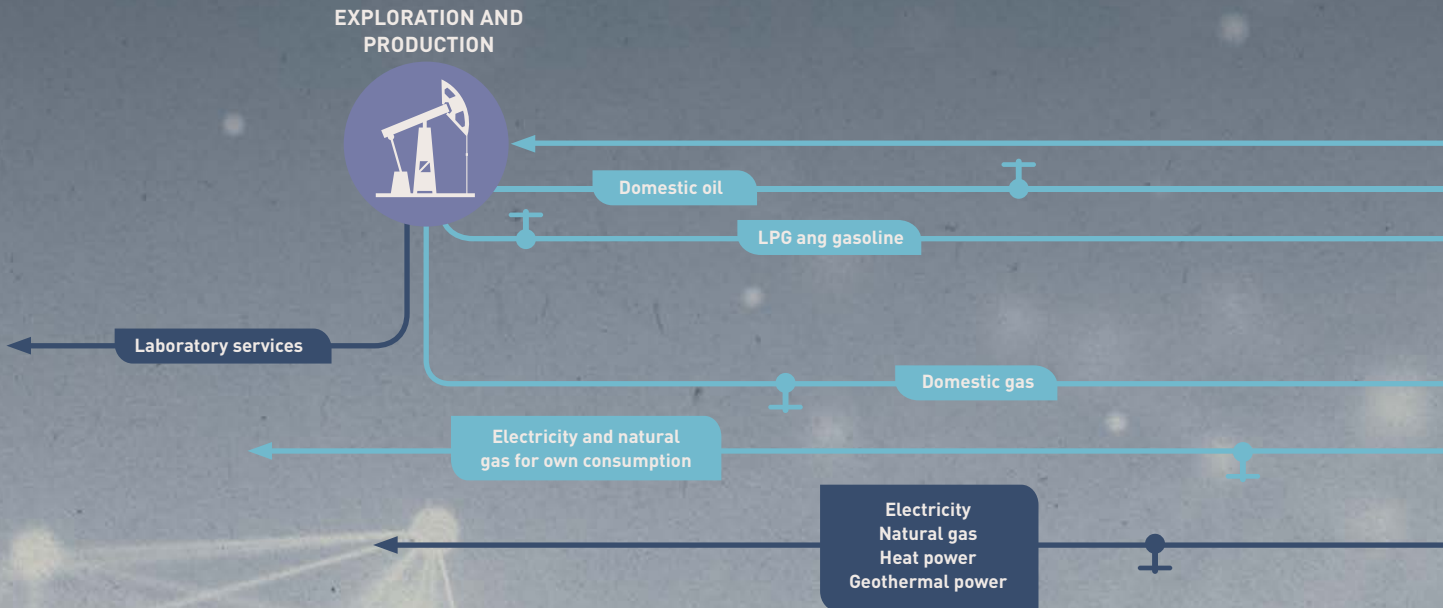 EXPLORATION AND
PRODUCTION
Domestic oil
LPG ang gasoline
Laboratory services
Domestic gas
Electricity and natural
gas for own consumption
Electricity
Natural gas
Heat power
Geothermal power